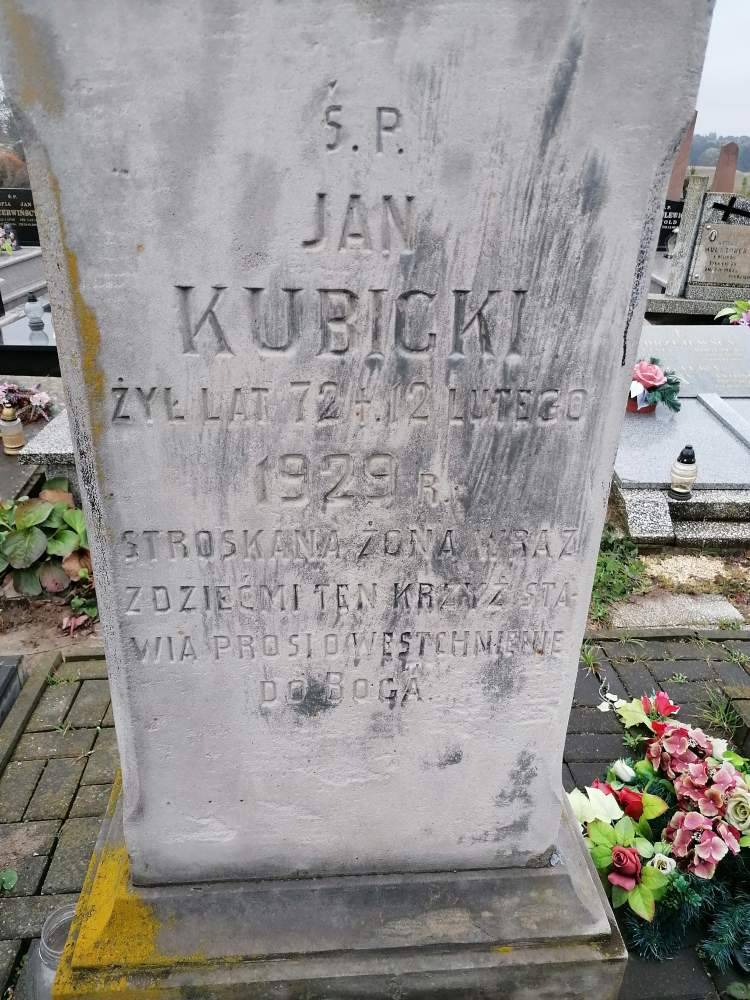 Ś. P.
JAN
KUBICKI
ŻYŁ LAT 72 †. 12 LUTEGO
1929 R.
STROSKANA ŻONA WRAZ
Z DZIEĆMI TEN KRZYŻ STA-
WIA PROSI O WESTCHNIENIE
DO BOGA.